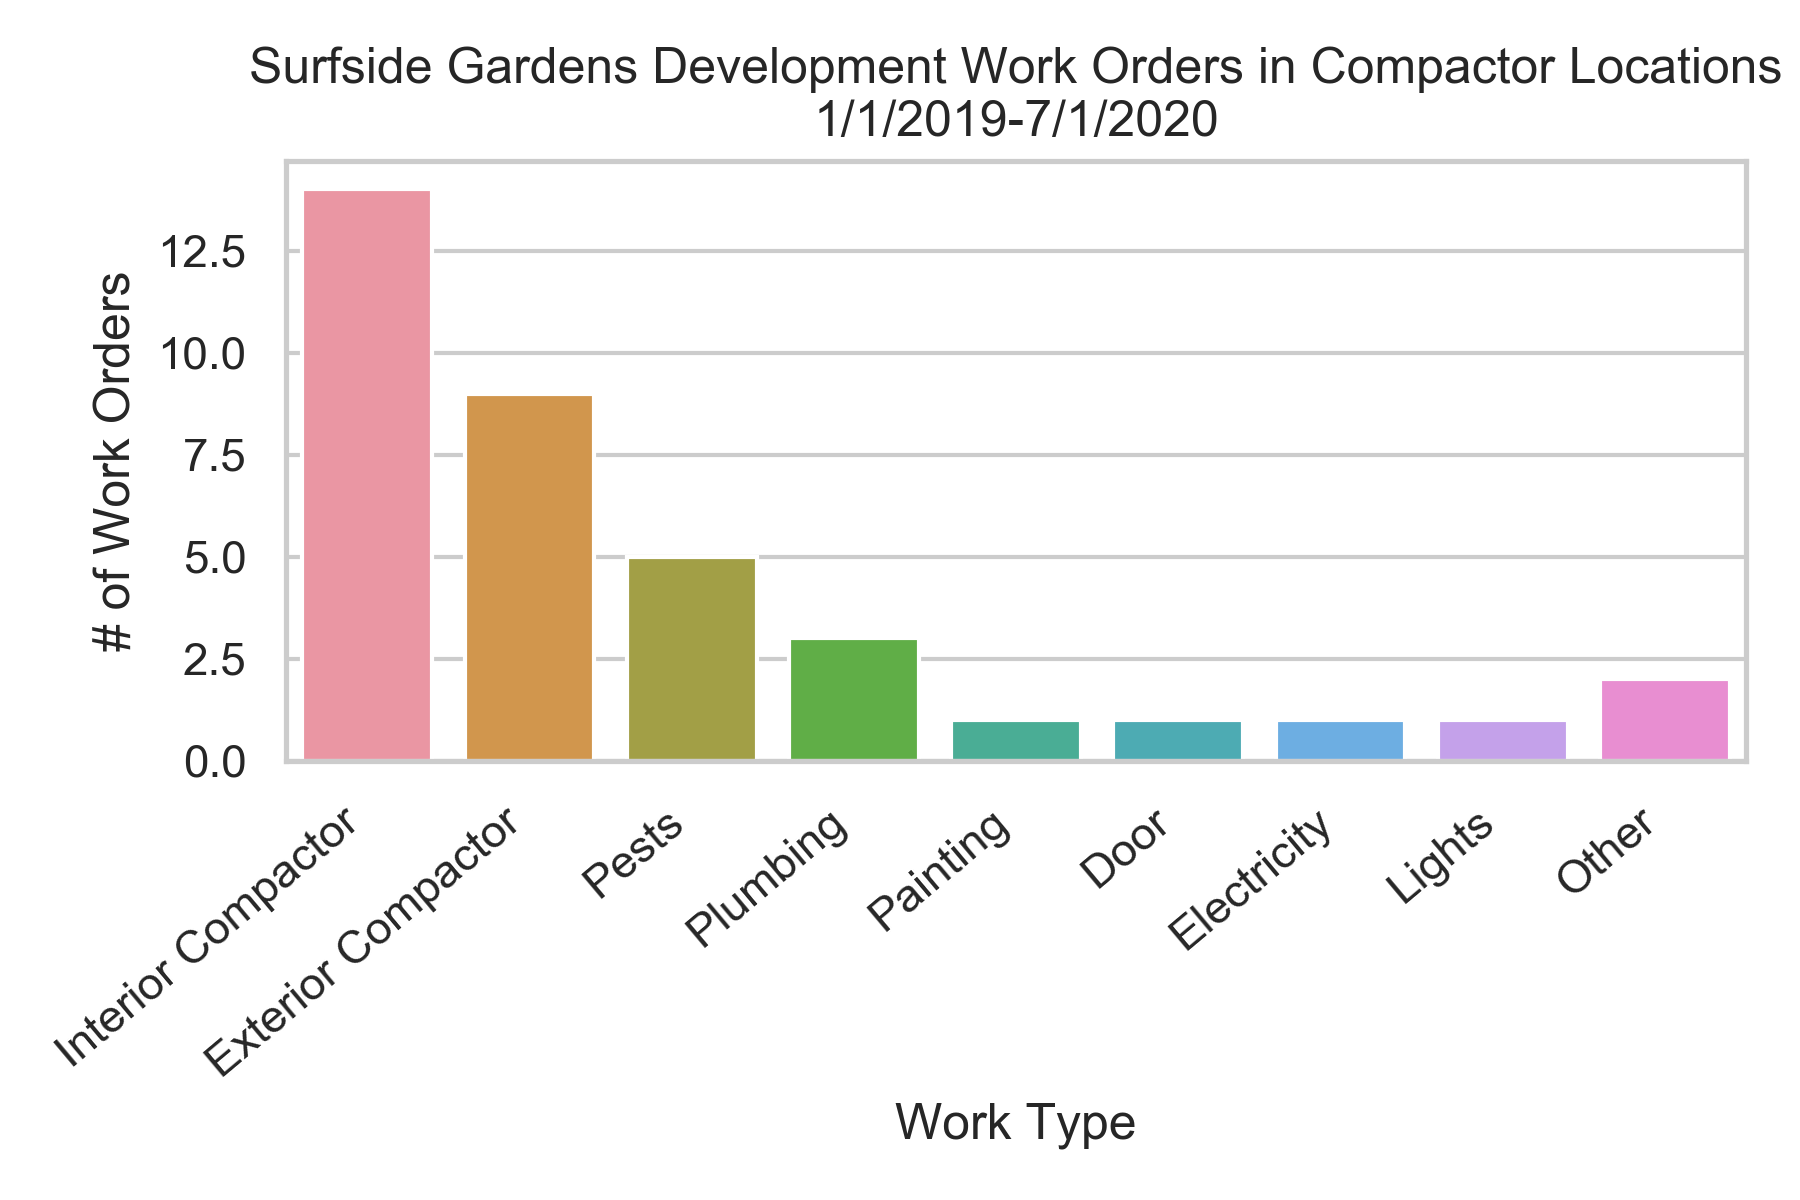 Surfside Gardens Development Work Orders in Compactor Locations
1/1/2019-7/1/2020
# of Work Orders
12.5
10.0
7.5
5.0
2.5
0.0
Interior Compactor
Exterior Compactor
Pests
Plumbing
Painting
Door
Electricity
Lights
Other
Work Type